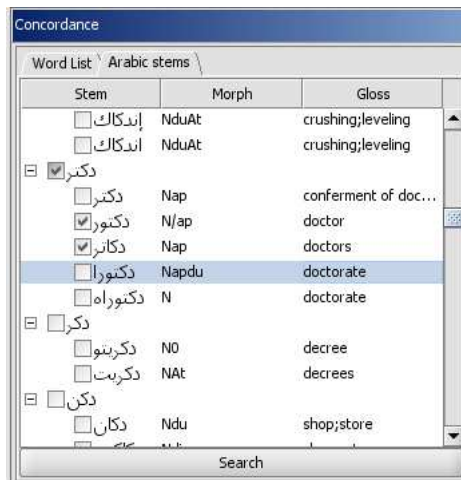 Concordance
Word List Arabic stems
Stem Morph Gloss
إندكاك NduAt crushing;leveling
اندكاك NduAt crushing;leveling
دكتر
دكتر Nap conferment of doc...
دكتور N/ap doctor
دكاتر Nap doctors
دكتورا Napdu doctorate
دكتوراه N doctorate
دكر
دكريتو N0 decree
دكريت NAt decrees
دكن
دكان Ndu shop;store
Search